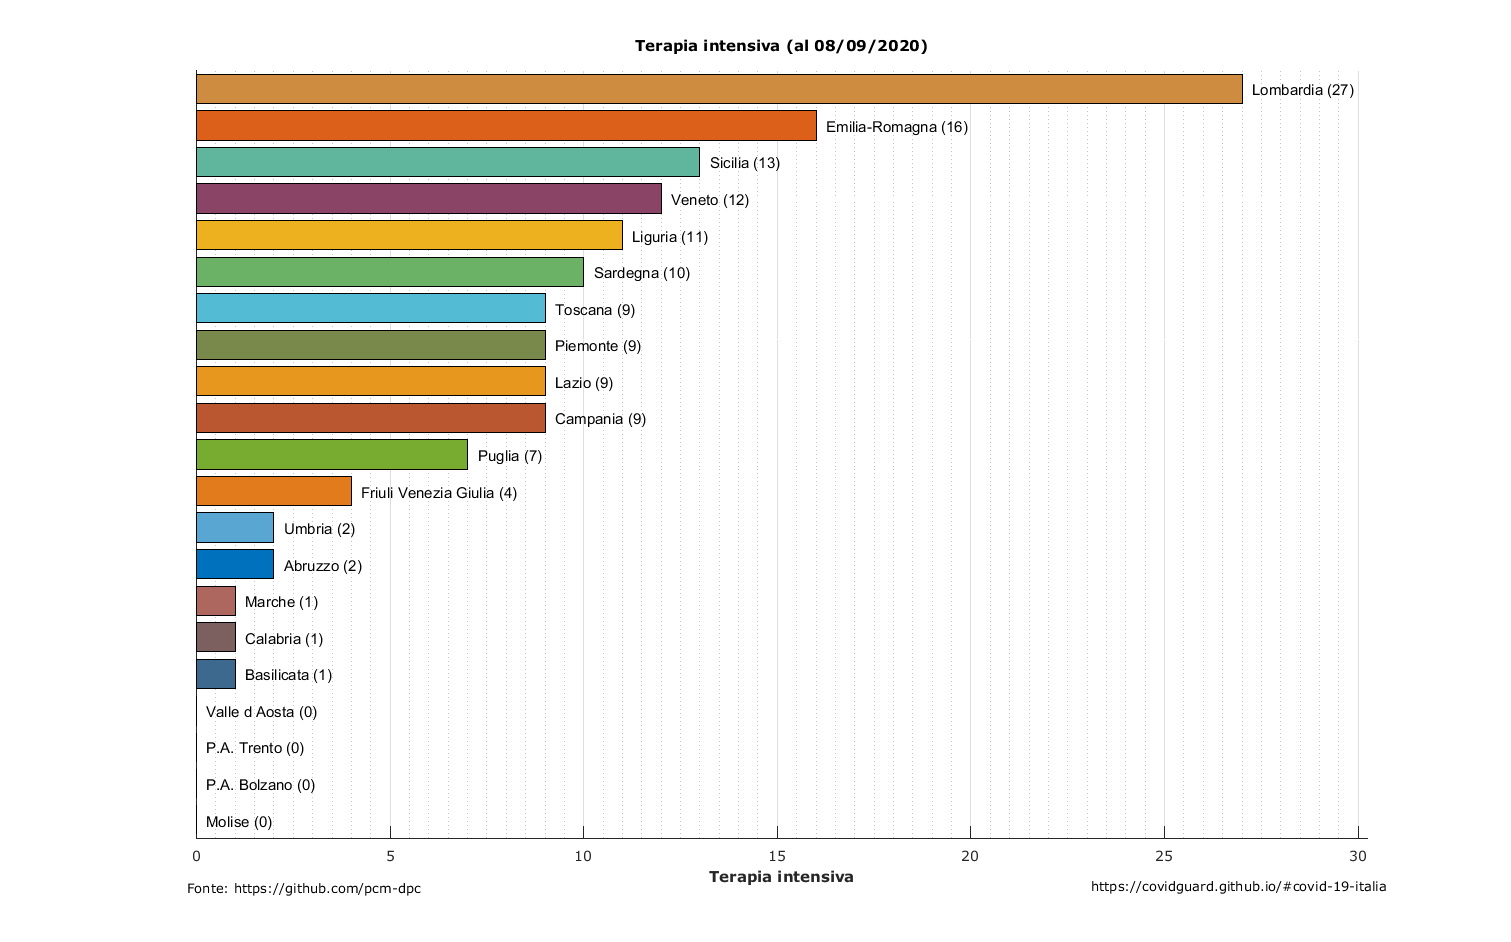 Terapia intensiva (al 08/09/2020)
Lombardia (27)
Emilia-Romagna (16)
Sicilia (13)
Veneto (12)
Liguria (11)
Sardegna (10)
Toscana (9)
Piemonte (9)
Lazio (9)
Campania (9)
Puglia (7)
Friuli Venezia Giulia (4)
Umbria (2)
Abruzzo (2)
Marche (1)
Calabria (1)
Basilicata (1)
Valle d Aosta (0)
P.A. Trento (0)
P.A. Bolzano (0)
Molise (0)
0 5 10 15 20 25 30
Terapia intensiva
Fonte: https://github.com/pcm-dpc
https://covidguard.github.io/#covid-19-italia